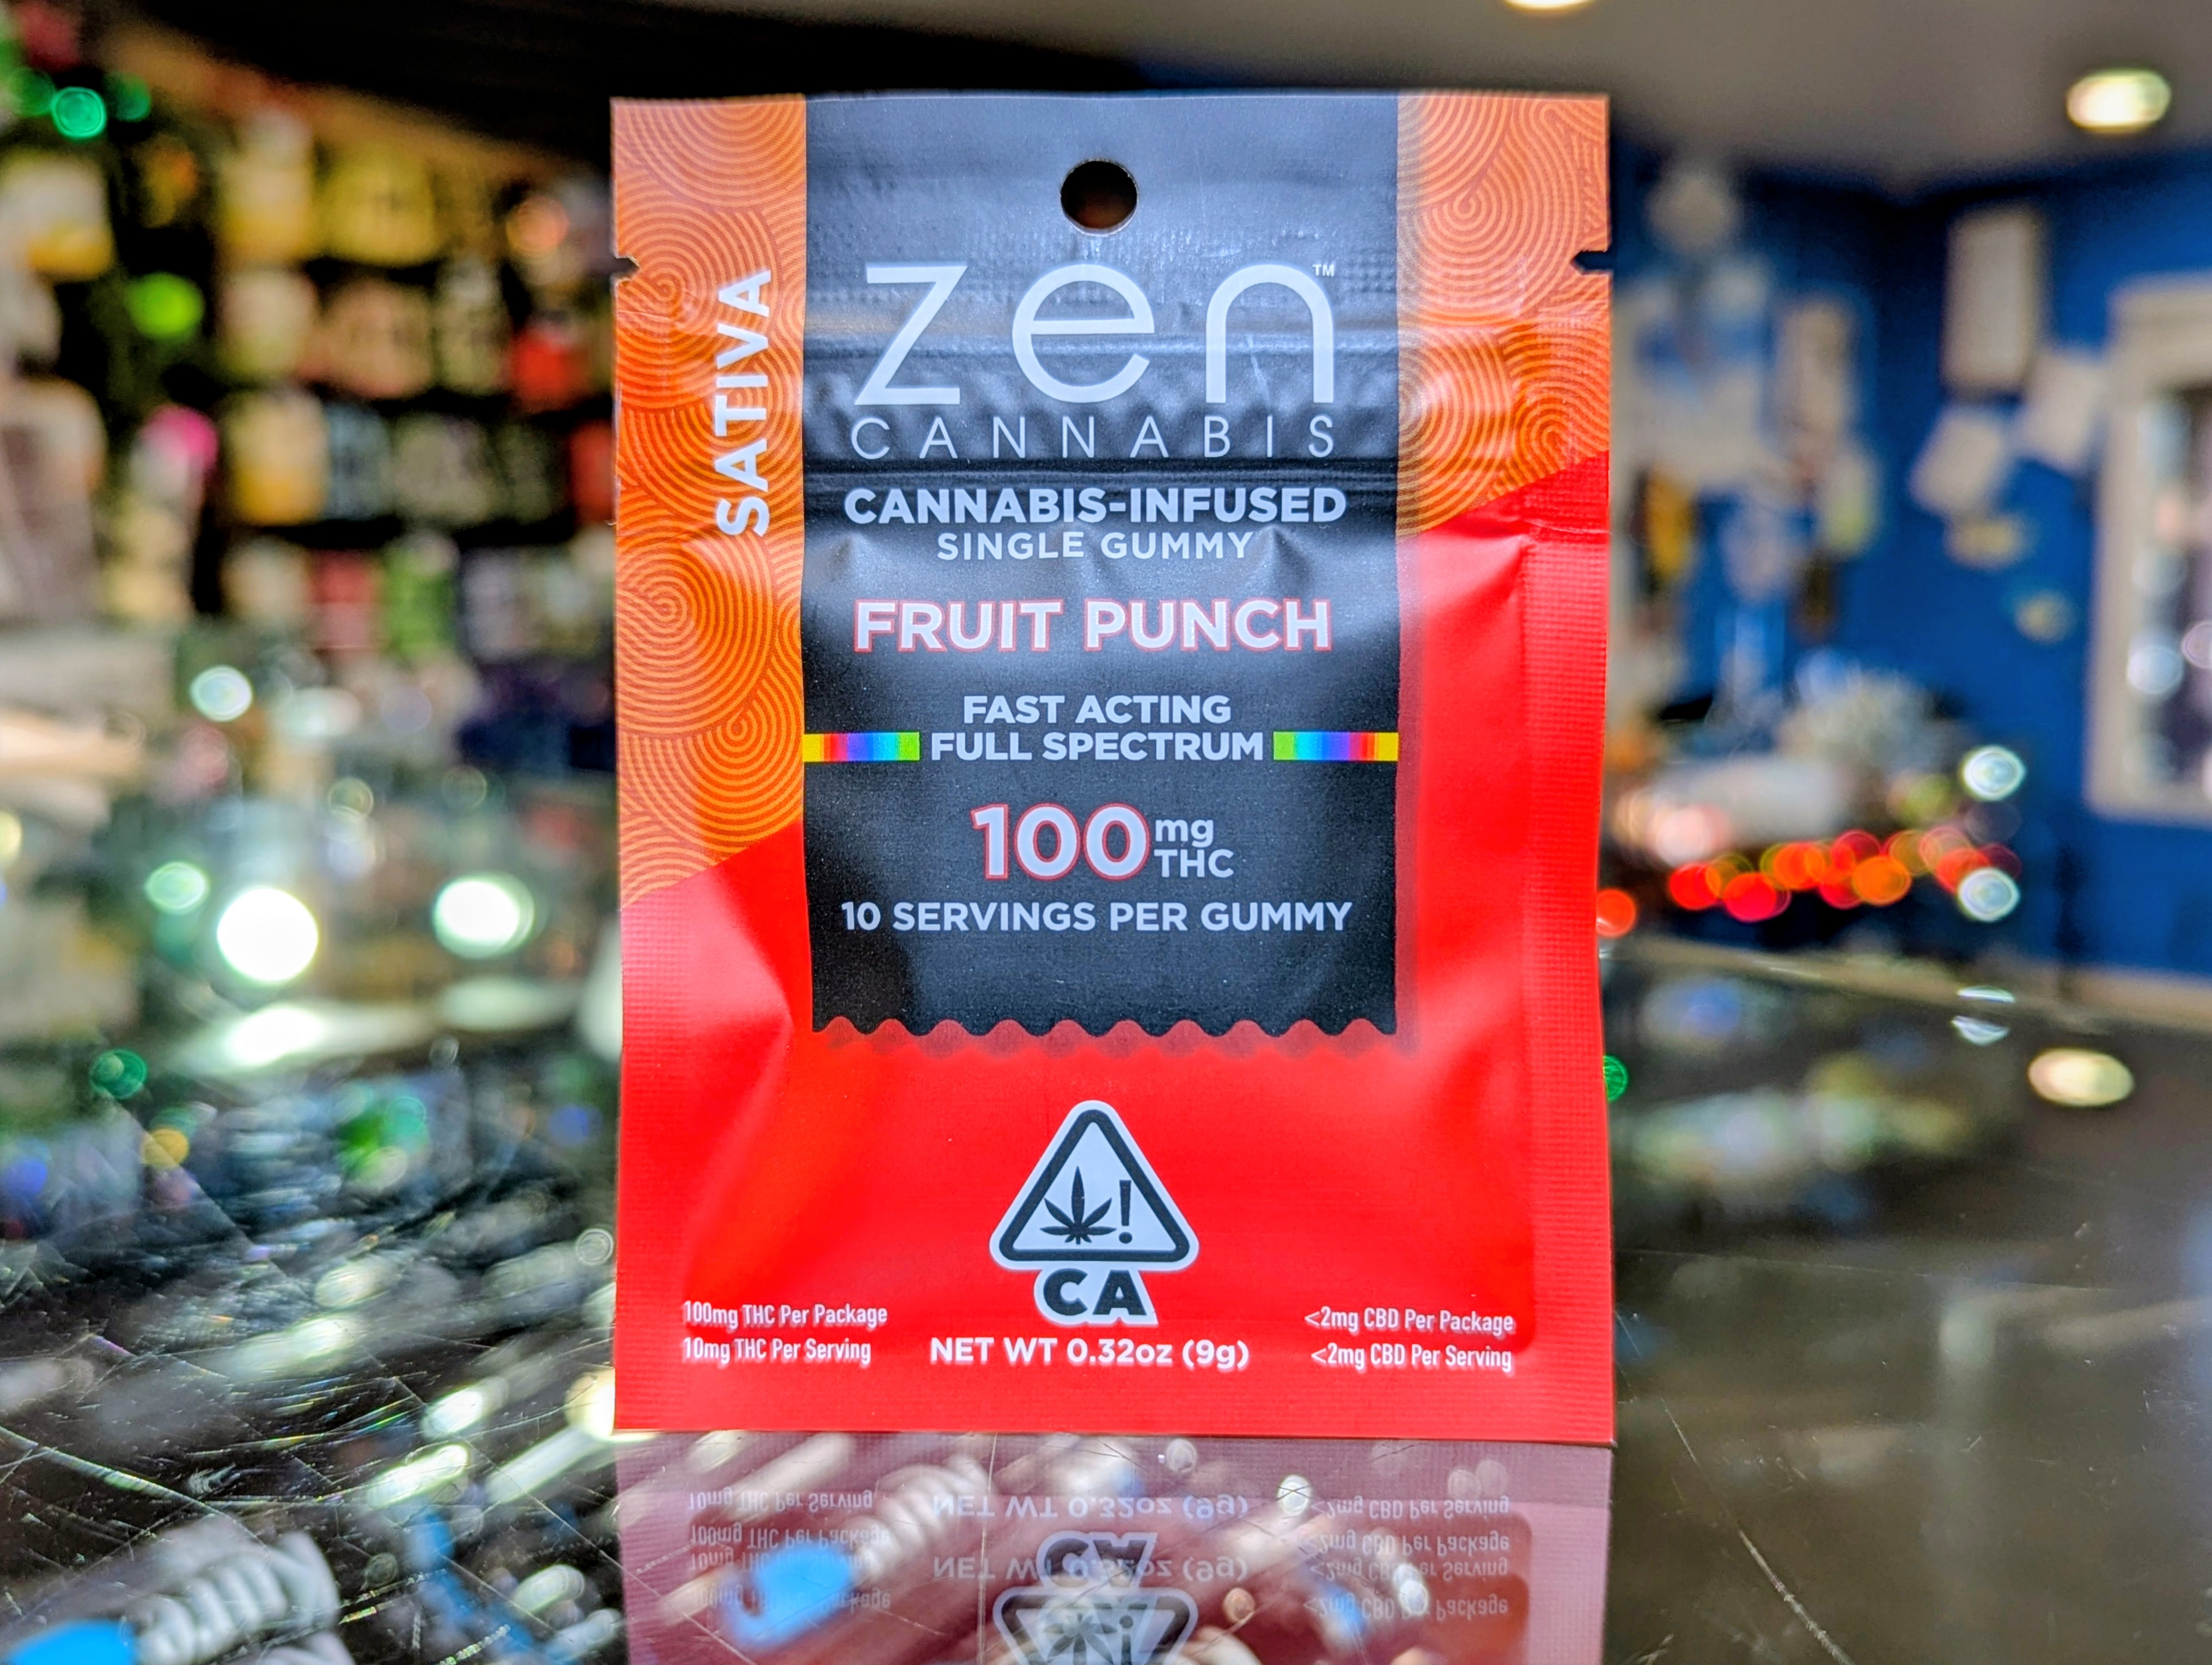 SATIVA
zen™
CANNABIS
CANNABIS-INFUSED
SINGLE GUMMY
FRUIT PUNCH
FAST ACTING
FULL SPECTRUM
100mg
THC
10 SERVINGS PER GUMMY
!
CA
100mg THC Per Package
10mg THC Per Serving
NET WT 0.32oz (9g)
<2mg CBD Per Package
<2mg CBD Per Serving